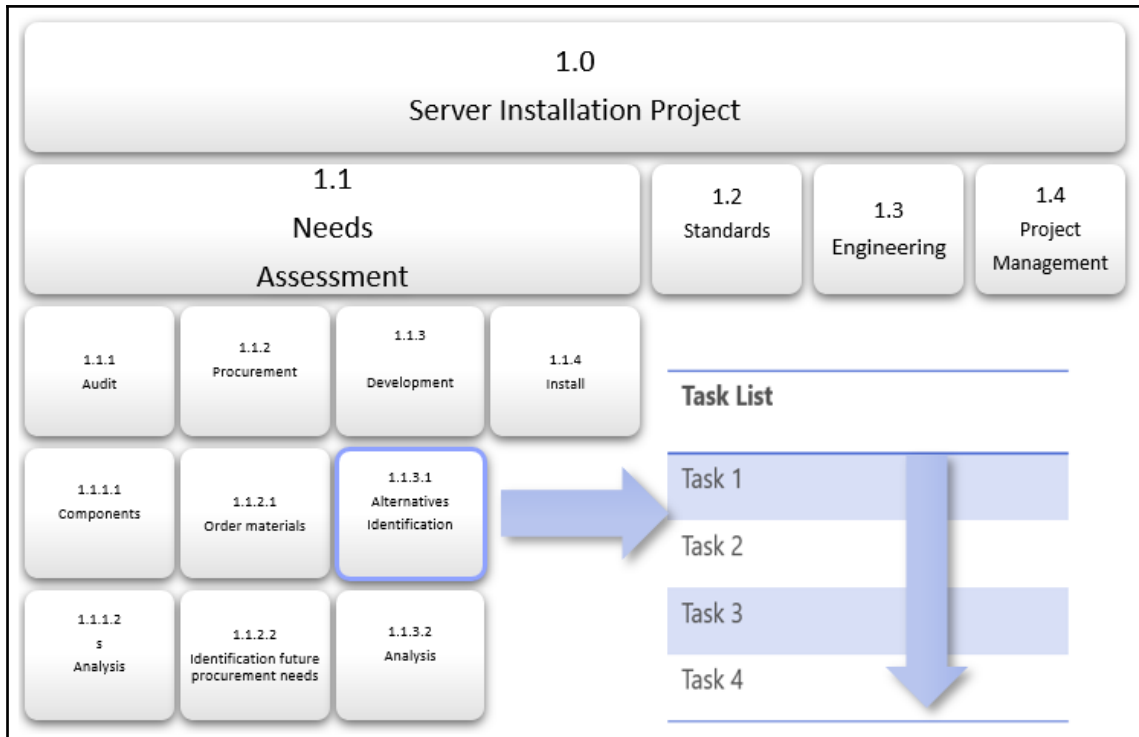 1.0
Server Installation Project
1.1
Needs
Assessment
1.2
Standards
1.3
Engineering
1.4
Project
Management
1.1.1
Audit
1.1.2
Procurement
1.1.3
Development
1.1.4
Install
1.1.1.1
Components
1.1.2.1
Order materials
1.1.3.1
Alternatives
Identification
1.1.1.2
s
Analysis
1.1.2.2
Identification future
procurement needs
1.1.3.2
Analysis
Task List
Task 1
Task 2
Task 3
Task 4